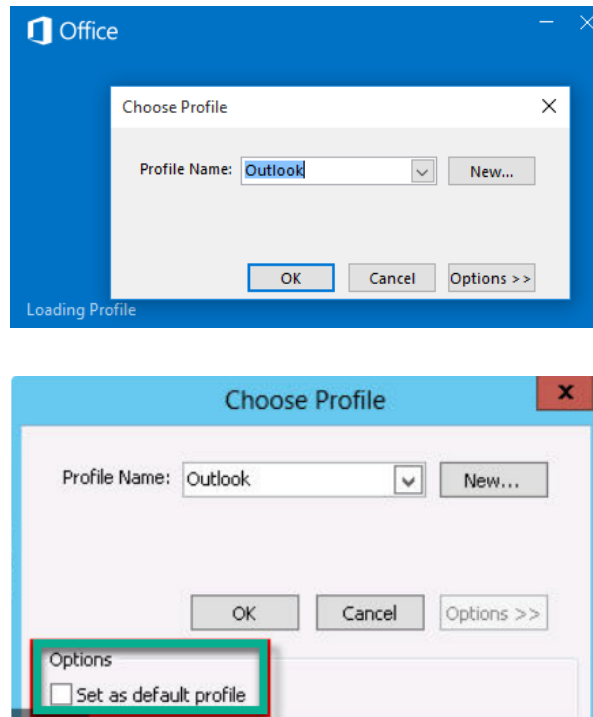 Office
Choose Profile
Profile Name: Outlook New...
OK Cancel Options >>
Loading Profile
Choose Profile
Profile Name: Outlook New...
OK Cancel Options >>
Options
Set as default profile